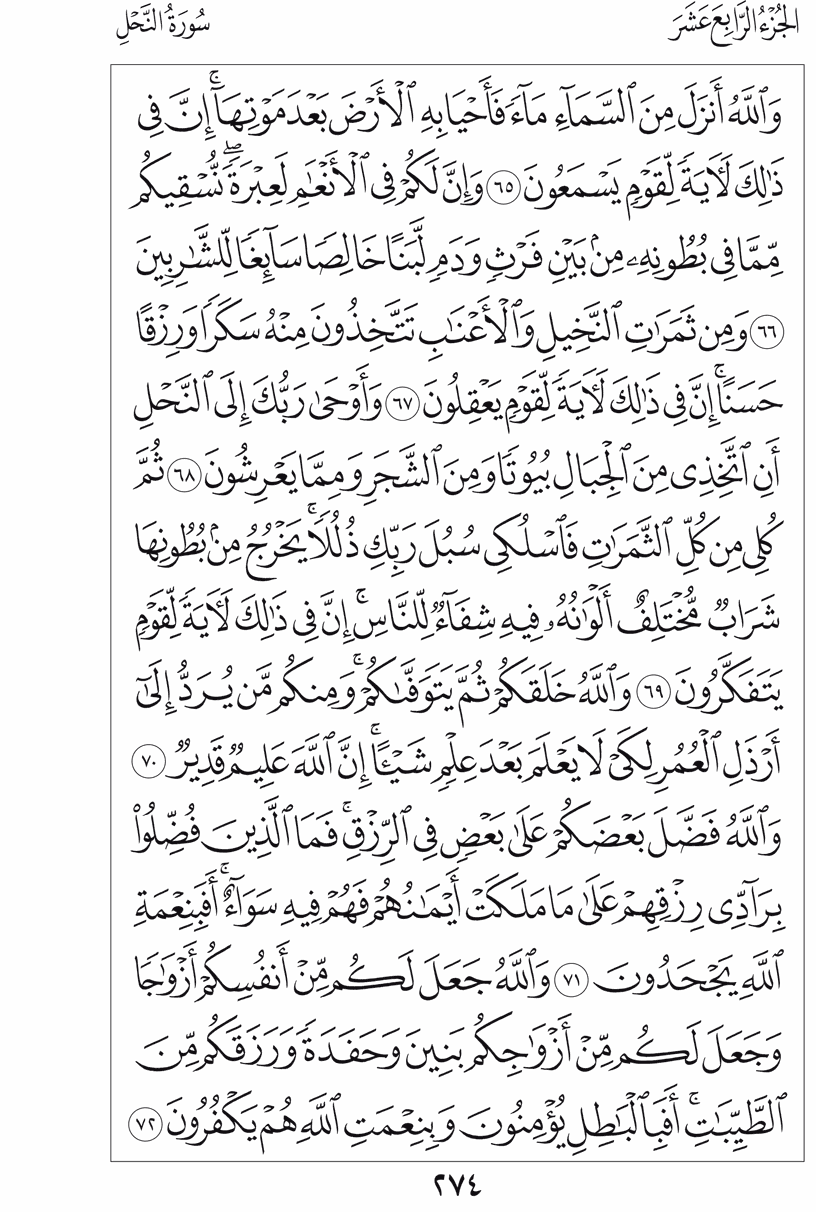 الجُزْءُ الرَّابِعَ عَشَرَ
سُورَةُ النَّحْلِ
وَٱللَّهُ أَنزَلَ مِنَ ٱلسَّمَآءِ مَآءً فَأَحْيَا بِهِ ٱلْأَرْضَ بَعْدَ مَوْتِهَآ ۚ إِنَّ فِى
ذَٰلِكَ لَـَٔايَةً لِّقَوْمٍ يَسْمَعُونَ ٦٥ وَإِنَّ لَكُمْ فِى ٱلْأَنْعَٰمِ لَعِبْرَةً ۖ نُّسْقِيكُم
مِّمَّا فِى بُطُونِهِۦ مِنۢ بَيْنِ فَرْثٍ وَدَمٍ لَّبَنًا خَالِصًا سَآئِغًا لِّلشَّٰرِبِينَ
٦٦ وَمِن ثَمَرَٰتِ ٱلنَّخِيلِ وَٱلْأَعْنَٰبِ تَتَّخِذُونَ مِنْهُ سَكَرًا وَرِزْقًا
حَسَنًا ۗ إِنَّ فِى ذَٰلِكَ لَـَٔايَةً لِّقَوْمٍ يَعْقِلُونَ ٦٧ وَأَوْحَىٰ رَبُّكَ إِلَى ٱلنَّحْلِ
أَنِ ٱتَّخِذِى مِنَ ٱلْجِبَالِ بُيُوتًا وَمِنَ ٱلشَّجَرِ وَمِمَّا يَعْرِشُونَ ٦٨ ثُمَّ
كُلِى مِن كُلِّ ٱلثَّمَرَٰتِ فَٱسْلُكِى سُبُلَ رَبِّكِ ذُلُلًا ۚ يَخْرُجُ مِنۢ بُطُونِهَا
شَرَابٌ مُّخْتَلِفٌ أَلْوَٰنُهُۥ فِيهِ شِفَآءٌ لِّلنَّاسِ ۗ إِنَّ فِى ذَٰلِكَ لَـَٔايَةً لِّقَوْمٍ
يَتَفَكَّرُونَ ٦٩ وَٱللَّهُ خَلَقَكُمْ ثُمَّ يَتَوَفَّىٰكُمْ ۚ وَمِنكُم مَّن يُرَدُّ إِلَىٰٓ
أَرْذَلِ ٱلْعُمُرِ لِكَىْ لَا يَعْلَمَ بَعْدَ عِلْمٍ شَيْـًٔا ۚ إِنَّ ٱللَّهَ عَلِيمٌ قَدِيرٌ ٧٠
وَٱللَّهُ فَضَّلَ بَعْضَكُمْ عَلَىٰ بَعْضٍ فِى ٱلرِّزْقِ ۚ فَمَا ٱلَّذِينَ فُضِّلُوا۟
بِرَآدِّى رِزْقِهِمْ عَلَىٰ مَا مَلَكَتْ أَيْمَٰنُهُمْ فَهُمْ فِيهِ سَوَآءٌ ۚ أَفَبِنِعْمَةِ
ٱللَّهِ يَجْحَدُونَ ٧١ وَٱللَّهُ جَعَلَ لَكُم مِّنْ أَنفُسِكُمْ أَزْوَٰجًا
وَجَعَلَ لَكُم مِّنْ أَزْوَٰجِكُم بَنِينَ وَحَفَدَةً وَرَزَقَكُم مِّنَ
ٱلطَّيِّبَٰتِ ۚ أَفَبِٱلْبَٰطِلِ يُؤْمِنُونَ وَبِنِعْمَتِ ٱللَّهِ هُمْ يَكْفُرُونَ ٧٢
٢٧٤